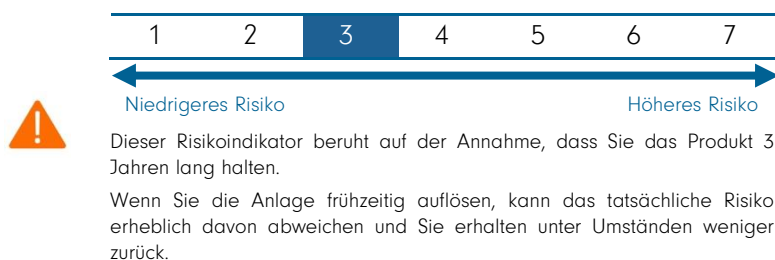 1 2 3 4 5 6 7
Niedrigeres Risiko Höheres Risiko
Dieser Risikoindikator beruht auf der Annahme, dass Sie das Produkt 3
Jahren lang halten.
Wenn Sie die Anlage frühzeitig auflösen, kann das tatsächliche Risiko
erheblich davon abweichen und Sie erhalten unter Umständen weniger
zurück.